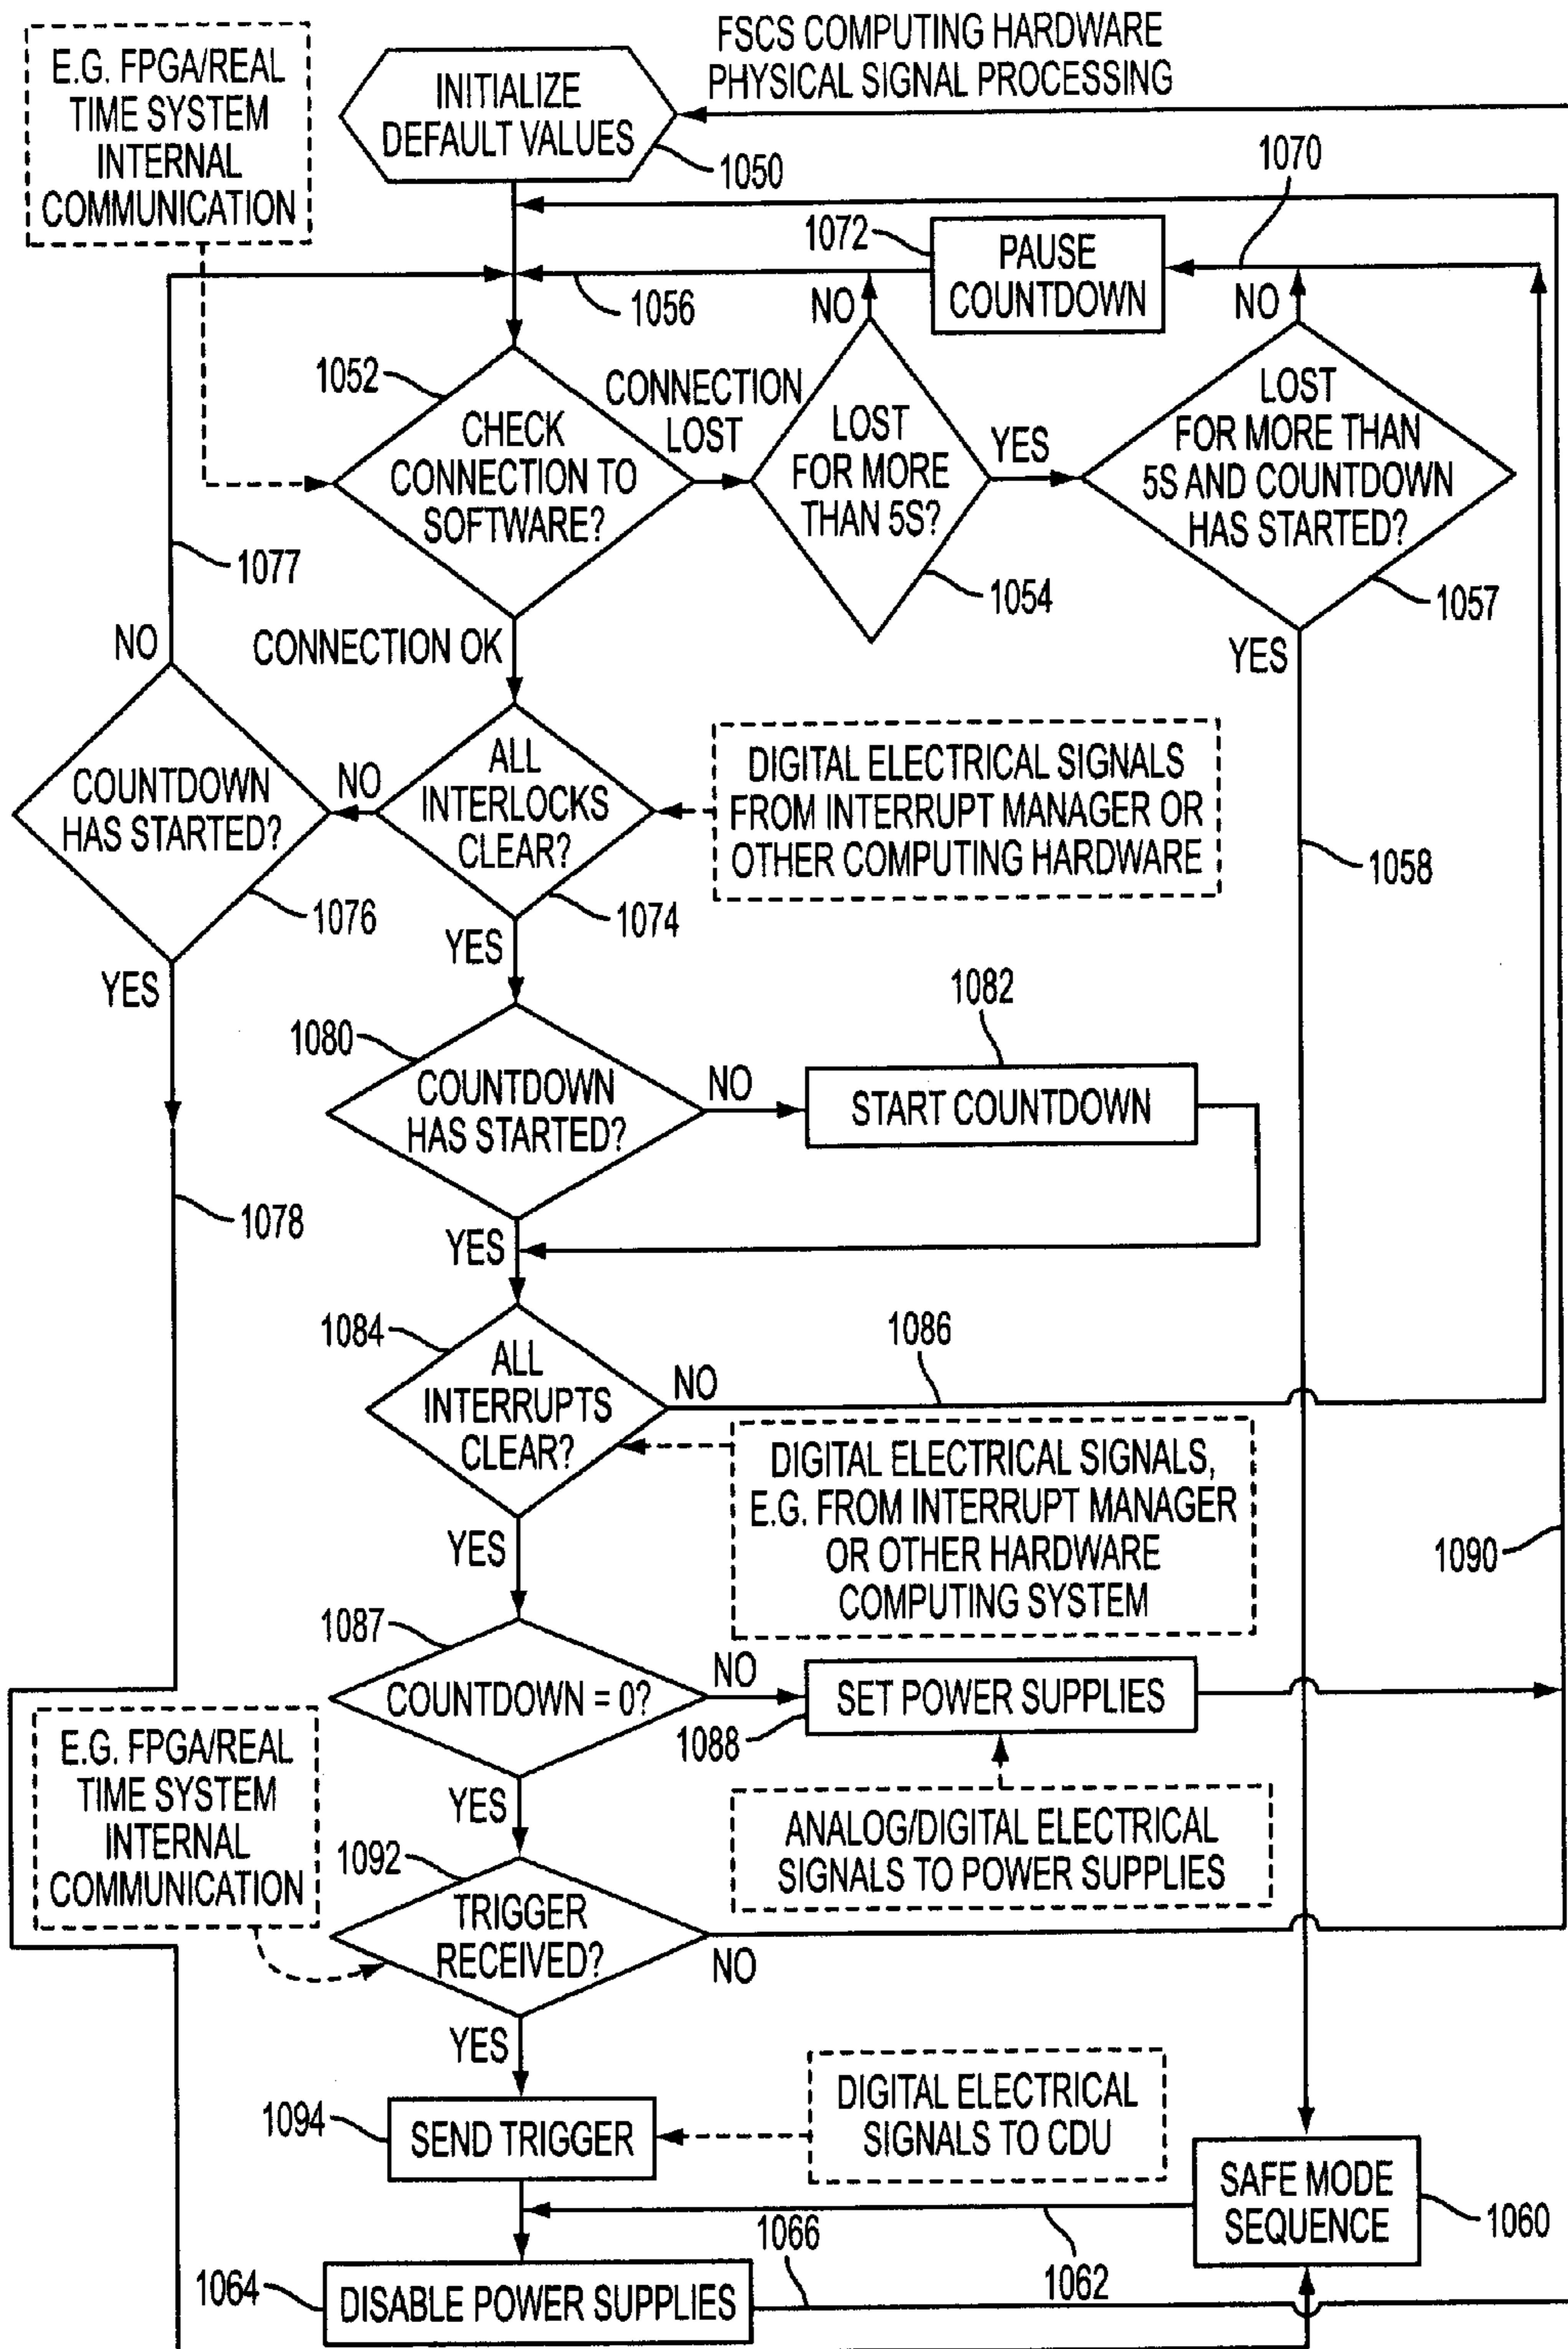 E.G. FPGA/REAL
TIME SYSTEM
INTERNAL
COMMUNICATION
INITIALIZE
DEFAULT VALUES
1050
FSCS COMPUTING HARDWARE
PHYSICAL SIGNAL PROCESSING
1070
1072
PAUSE
COUNTDOWN
1056
NO
NO
1052
CHECK
CONNECTION TO
SOFTWARE?
CONNECTION
LOST
LOST
FOR MORE
THAN 5S?
1054
YES
LOST
FOR MORE THAN
5S AND COUNTDOWN
HAS STARTED?
1057
YES
1058
1077
NO
CONNECTION OK
COUNTDOWN
HAS STARTED?
1076
YES
NO
ALL
INTERLOCKS
CLEAR?
1074
DIGITAL ELECTRICAL SIGNALS
FROM INTERRUPT MANAGER OR
OTHER COMPUTING HARDWARE
YES
1080
COUNTDOWN
HAS STARTED?
NO
1082
START COUNTDOWN
1078
YES
1084
ALL
INTERRUPTS
CLEAR?
NO
1086
DIGITAL ELECTRICAL SIGNALS,
E.G. FROM INTERRUPT MANAGER
OR OTHER HARDWARE
COMPUTING SYSTEM
1090
YES
1087
COUNTDOWN = 0?
NO
SET POWER SUPPLIES
1088
ANALOG/DIGITAL ELECTRICAL
SIGNALS TO POWER SUPPLIES
E.G. FPGA/REAL
TIME SYSTEM
INTERNAL
COMMUNICATION
YES
1092
TRIGGER
RECEIVED?
NO
YES
1094
SEND TRIGGER
DIGITAL ELECTRICAL
SIGNALS TO CDU
SAFE MODE
SEQUENCE
1060
1062
1064
DISABLE POWER SUPPLIES
1066